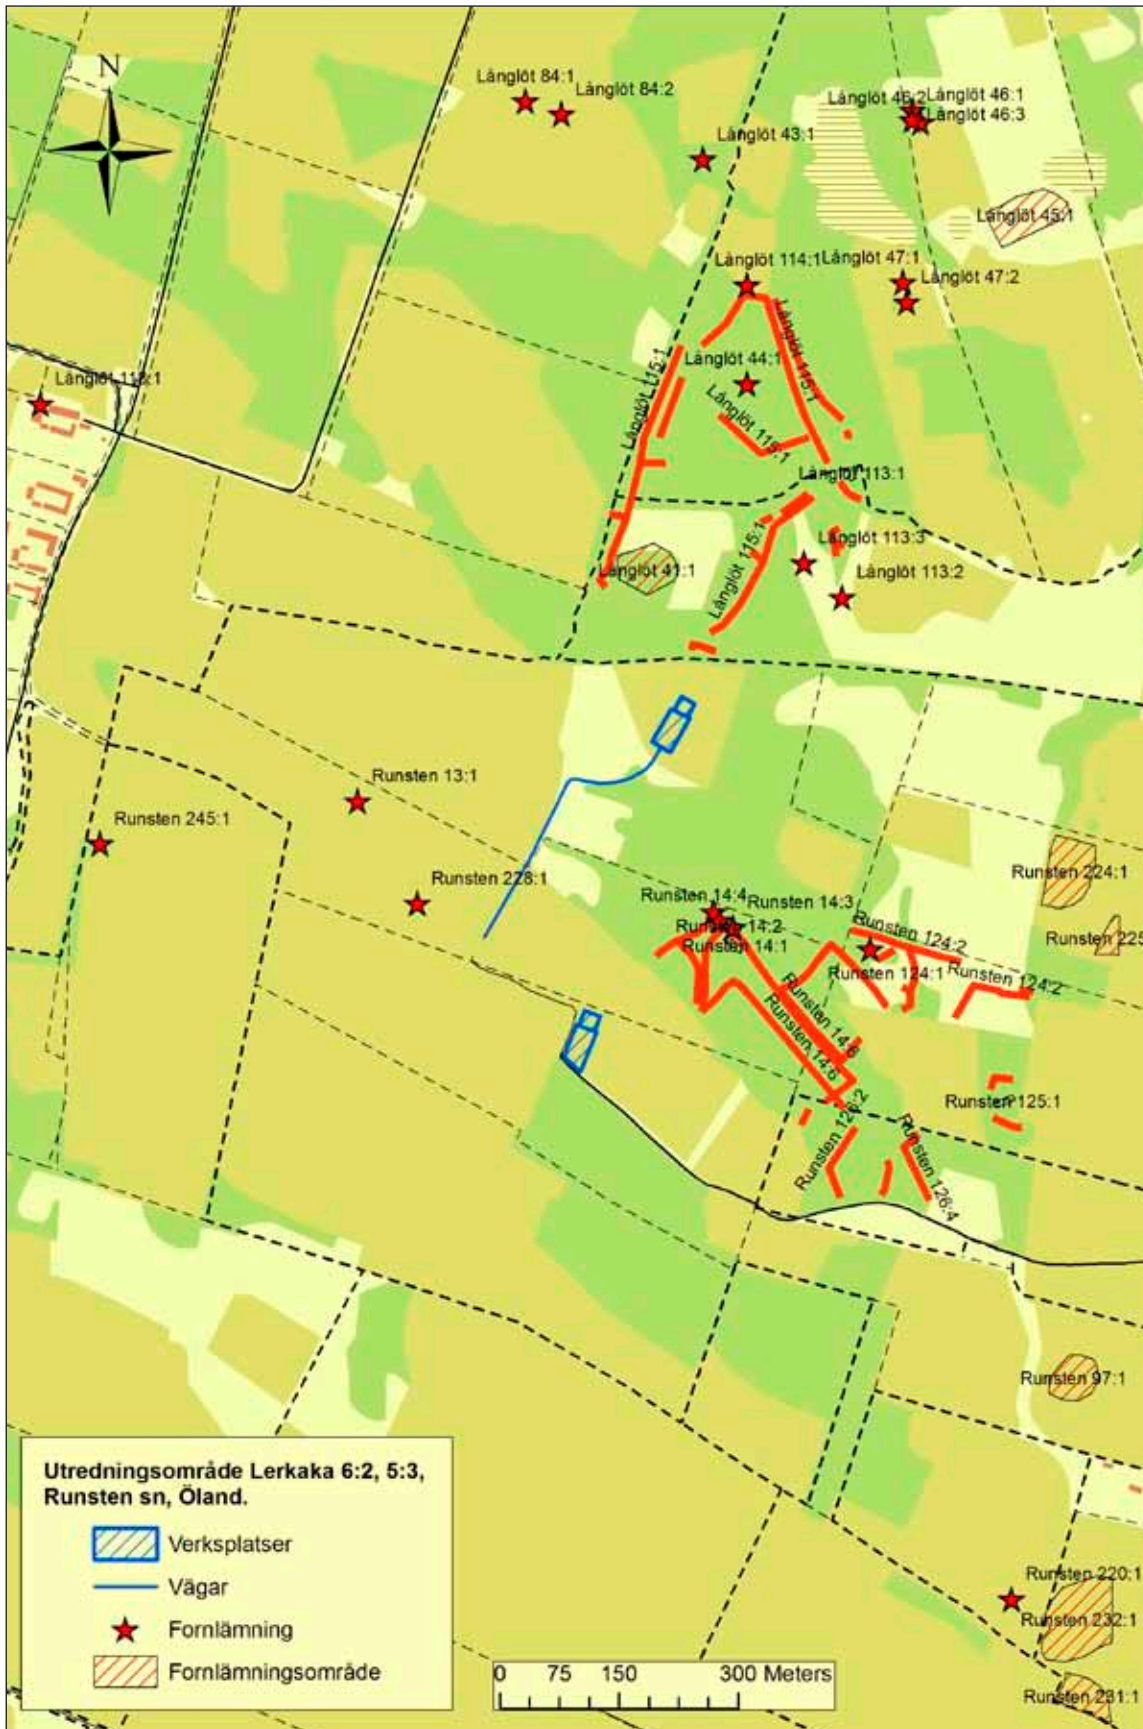 N
Långlöt 84:1
Långlöt 84:2
Långlöt 46:2
Långlöt 46:1
Långlöt 46:3
Långlöt 43:1
Långlöt 45:1
Långlöt 114:1
Långlöt 47:1
Långlöt 47:2
Långlöt 115:1
Långlöt 44:1
Långlöt 115:1
Långlöt 115:1
Långlöt 113:1
Långlöt 115:1
Långlöt 113:3
Långlöt 41:1
Långlöt 113:2
Runsten 13:1
Runsten 245:1
Runsten 228:1
Runsten 224:1
Runsten 14:4
Runsten 14:3
Runsten 14:2
Runsten 14:1
Runsten 124:2
Runsten 225
Runsten 124:1
Runsten 124:2
Runsten 14:6
Runsten 14:6
Runsten 125:1
Runsten 126:2
Runsten 126:4
Runsten 97:1
Runsten 220:1
Runsten 232:1
Runsten 231:1
Utredningsområde Lerkaka 6:2, 5:3,
Runsten sn, Öland.
Verksplatser
Vägar
Fornlämning
Fornlämningsområde
0 75 150 300 Meters